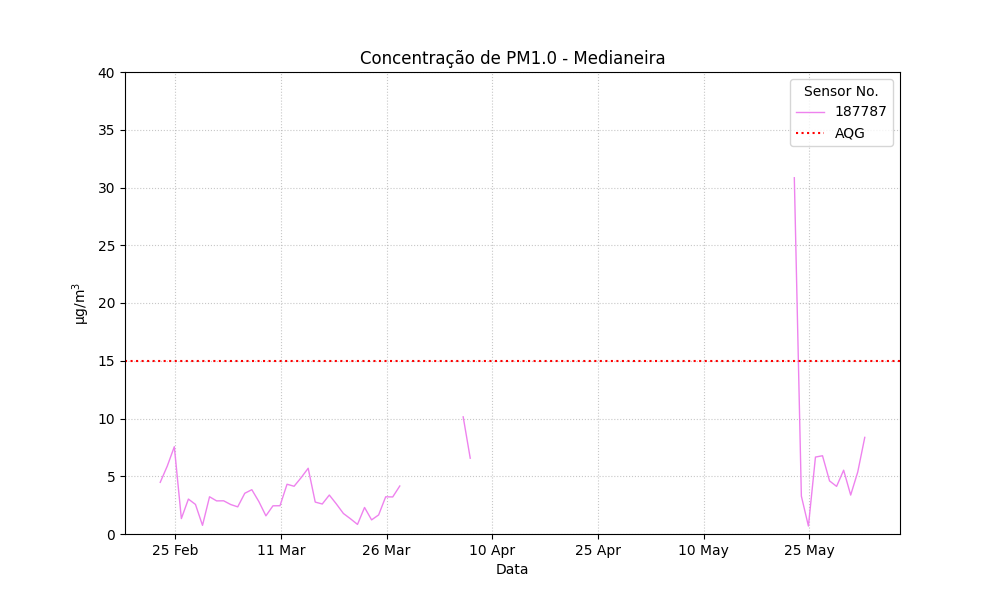 Concentração de PM1.0 - Medianeira
40
35
30
25
20
15
10
5
0
µg/m³
Sensor No.
187787
AQG
25 Feb
11 Mar
26 Mar
10 Apr
25 Apr
10 May
25 May
Data